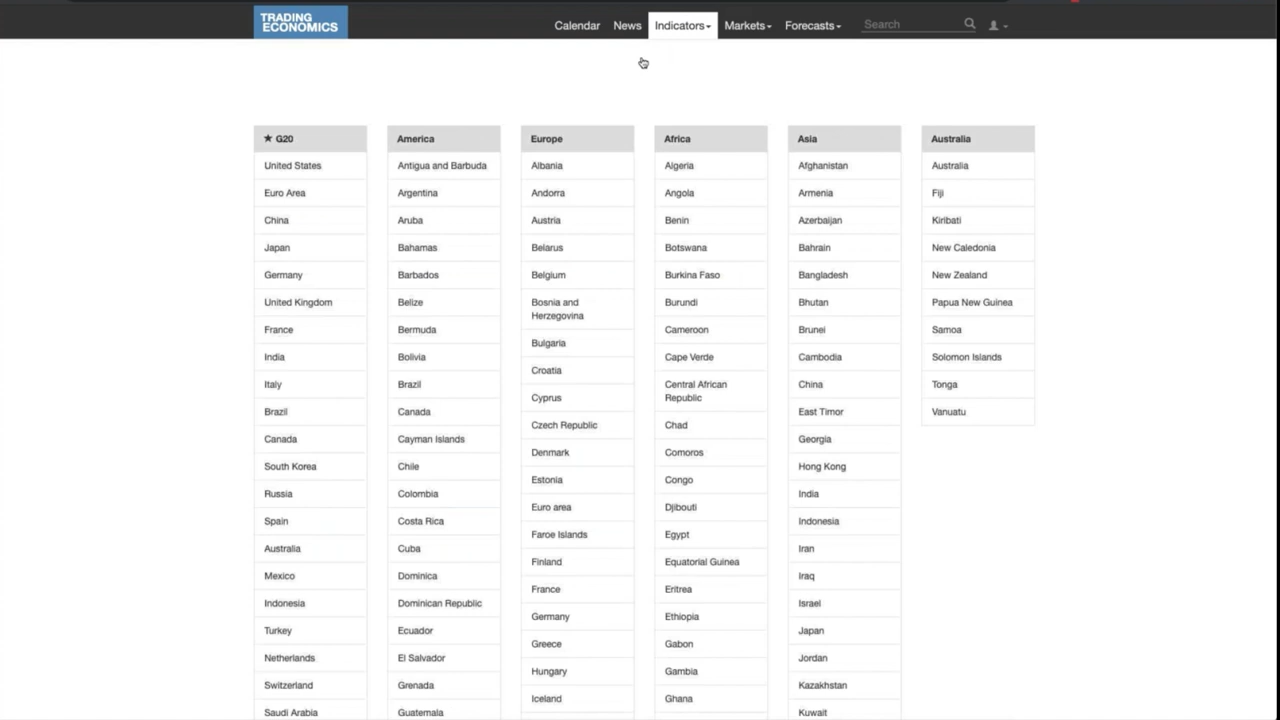 TRADING
ECONOMICS
Calendar News Indicators Markets Forecasts Search
★ G20
United States
Euro Area
China
Japan
Germany
United Kingdom
France
India
Italy
Brazil
Canada
South Korea
Russia
Spain
Australia
Mexico
Indonesia
Turkey
Netherlands
Switzerland
Saudi Arabia
America
Antigua and Barbuda
Argentina
Aruba
Bahamas
Barbados
Belize
Bermuda
Bolivia
Brazil
Canada
Cayman Islands
Chile
Colombia
Costa Rica
Cuba
Dominica
Dominican Republic
Ecuador
El Salvador
Grenada
Guatemala
Europe
Albania
Andorra
Austria
Belarus
Belgium
Bosnia and
Herzegovina
Bulgaria
Croatia
Cyprus
Czech Republic
Denmark
Estonia
Euro area
Faroe Islands
Finland
France
Germany
Greece
Hungary
Iceland
Africa
Algeria
Angola
Benin
Botswana
Burkina Faso
Burundi
Cameroon
Cape Verde
Central African
Republic
Chad
Comoros
Congo
Djibouti
Egypt
Equatorial Guinea
Eritrea
Ethiopia
Gabon
Gambia
Ghana
Asia
Afghanistan
Armenia
Azerbaijan
Bahrain
Bangladesh
Bhutan
Brunei
Cambodia
China
East Timor
Georgia
Hong Kong
India
Indonesia
Iran
Iraq
Israel
Japan
Jordan
Kazakhstan
Kuwait
Australia
Australia
Fiji
Kiribati
New Caledonia
New Zealand
Papua New Guinea
Samoa
Solomon Islands
Tonga
Vanuatu